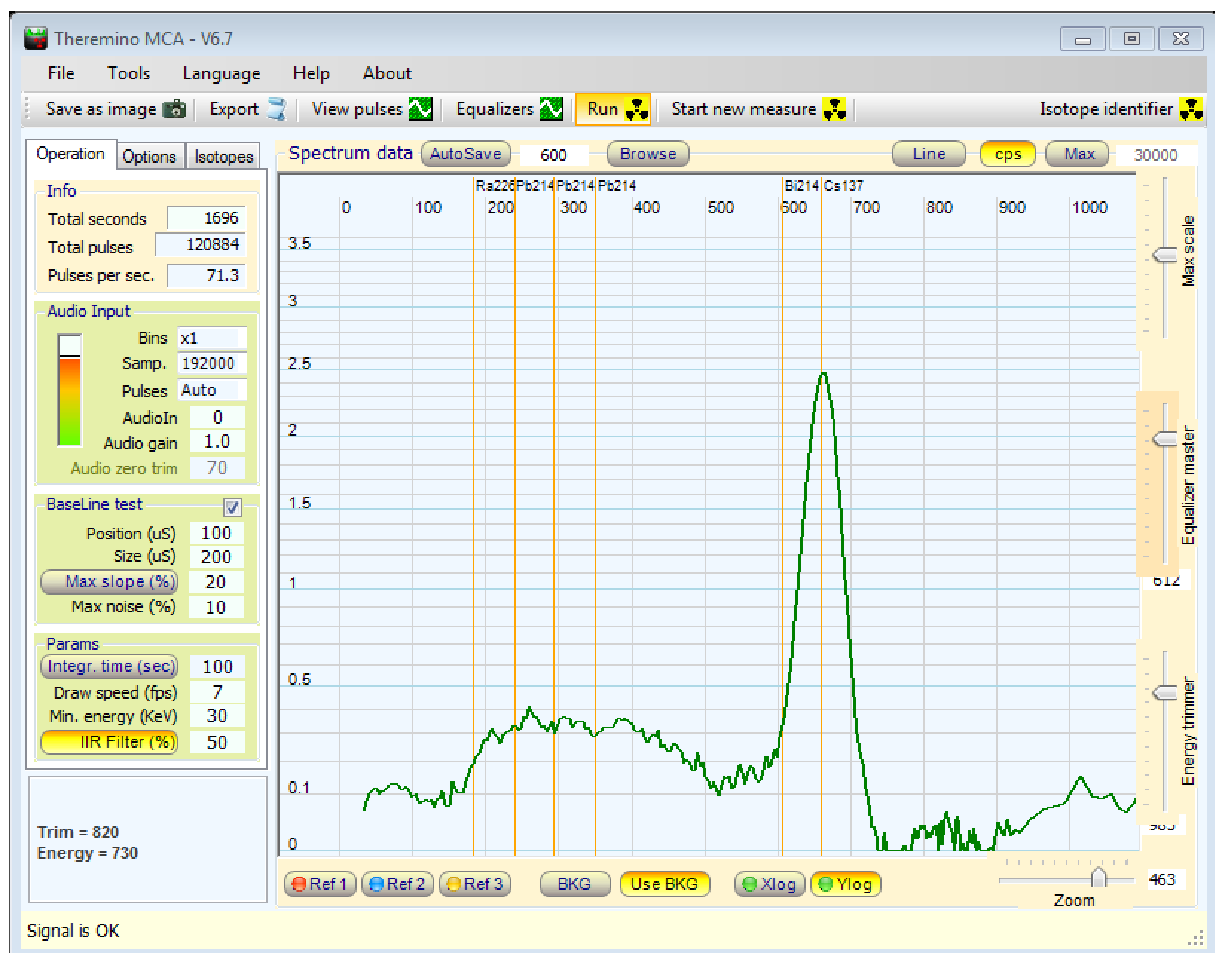 Theremino MCA - V6.7
File Tools Language Help About
Save as image Export View pulses Equalizers Run Start new measure Isotope identifier
Operation Options Isotopes
Info
Total seconds 1696
Total pulses 120884
Pulses per sec. 71.3
Audio Input
Bins x1
Samp. 192000
Pulses Auto
AudioIn 0
Audio gain 1.0
Audio zero trim 70
BaseLine test
Position (uS) 100
Size (uS) 200
Max slope (%) 20
Max noise (%) 10
Params
Integr. time (sec) 100
Draw speed (fps) 7
Min. energy (KeV) 30
IIR Filter (%) 50
Trim = 820
Energy = 730
Spectrum data AutoSave 600 Browse Line cps Max 30000
Ra226 Pb214 Pb214 Pb214 Bi214 Cs137
0 100 200 300 400 500 600 700 800 900 1000
3.5
3
2.5
2
1.5
1
0.5
0.1
0
Max scale
Equalizer master
612
Energy trimmer
985
Ref 1 Ref 2 Ref 3 BKG Use BKG Xlog Ylog
463
Zoom
Signal is OK